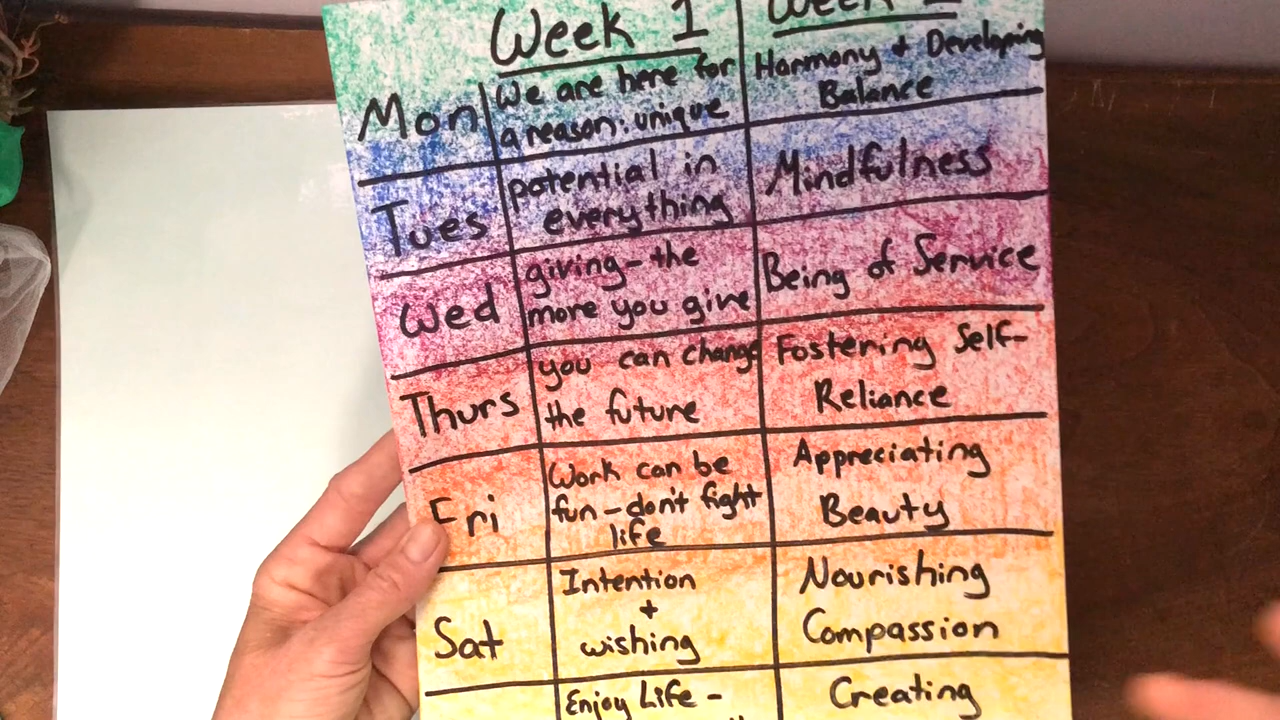 Week 1
Week
Mon
We are here for
a reason: unique
Harmony + Developing
Balance
Tues
potential in
everything
Mindfulness
Wed
giving - the
more you give
Being of Service
Thurs
you can change
the future
Fostering Self-
Reliance
Fri
Work can be
fun - don't fight
life
Appreciating
Beauty
Sat
Intention
+
wishing
Nourishing
Compassion
Enjoy Life -
Creating